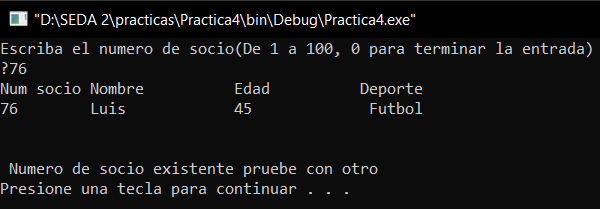 "D:\SEDA 2\practicas\Practica4\bin\Debug\Practica4.exe"
Escriba el numero de socio(De 1 a 100, 0 para terminar la entrada)
?76
Num socio Nombre          Edad          Deporte
76        Luis            45             Futbol
 Numero de socio existente pruebe con otro
Presione una tecla para continuar . . .